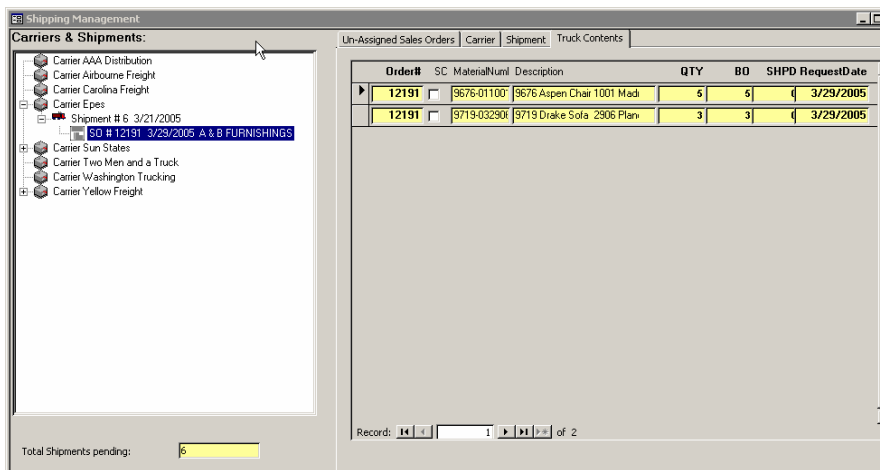 Shipping Management
Carriers & Shipments:
Carrier AAA Distribution
Carrier Airbourne Freight
Carrier Carolina Freight
Carrier Epes
Shipment # 6 3/21/2005
SO # 12191 3/29/2005 A & B FURNISHINGS
Carrier Sun States
Carrier Two Men and a Truck
Carrier Washington Trucking
Carrier Yellow Freight
Total Shipments pending: 6
Un-Assigned Sales Orders Carrier Shipment Truck Contents
Order# SC MaterialNuml Description QTY BO SHPD RequestDate
12191 9676-01100 9676 Aspen Chair 1001 Madi 5 5 3/29/2005
12191 9719-03290 9719 Drake Sofa 2906 Plan 3 3 3/29/2005
Record: 1 of 2